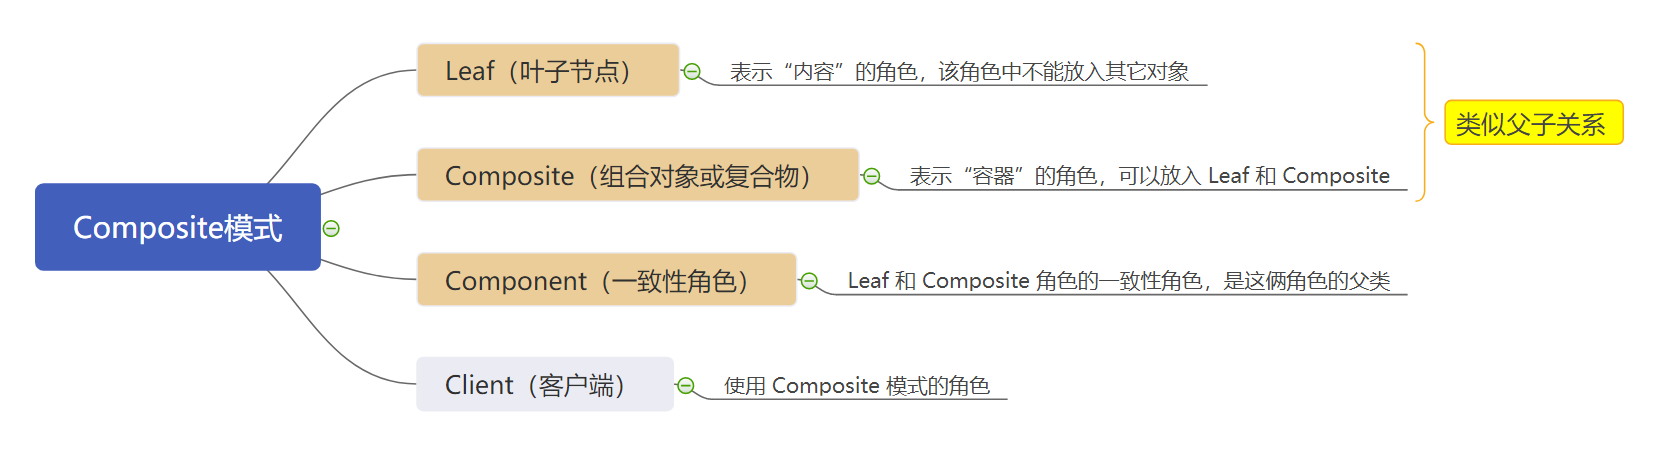 Leaf（叶子节点）
表示“内容”的角色，该角色中不能放入其它对象
类似父子关系
Composite（组合对象或复合物）
表示“容器”的角色，可以放入 Leaf 和 Composite
Composite模式
Component（一致性角色）
Leaf 和 Composite 角色的一致性角色，是这俩角色的父类
Client（客户端）
使用 Composite 模式的角色